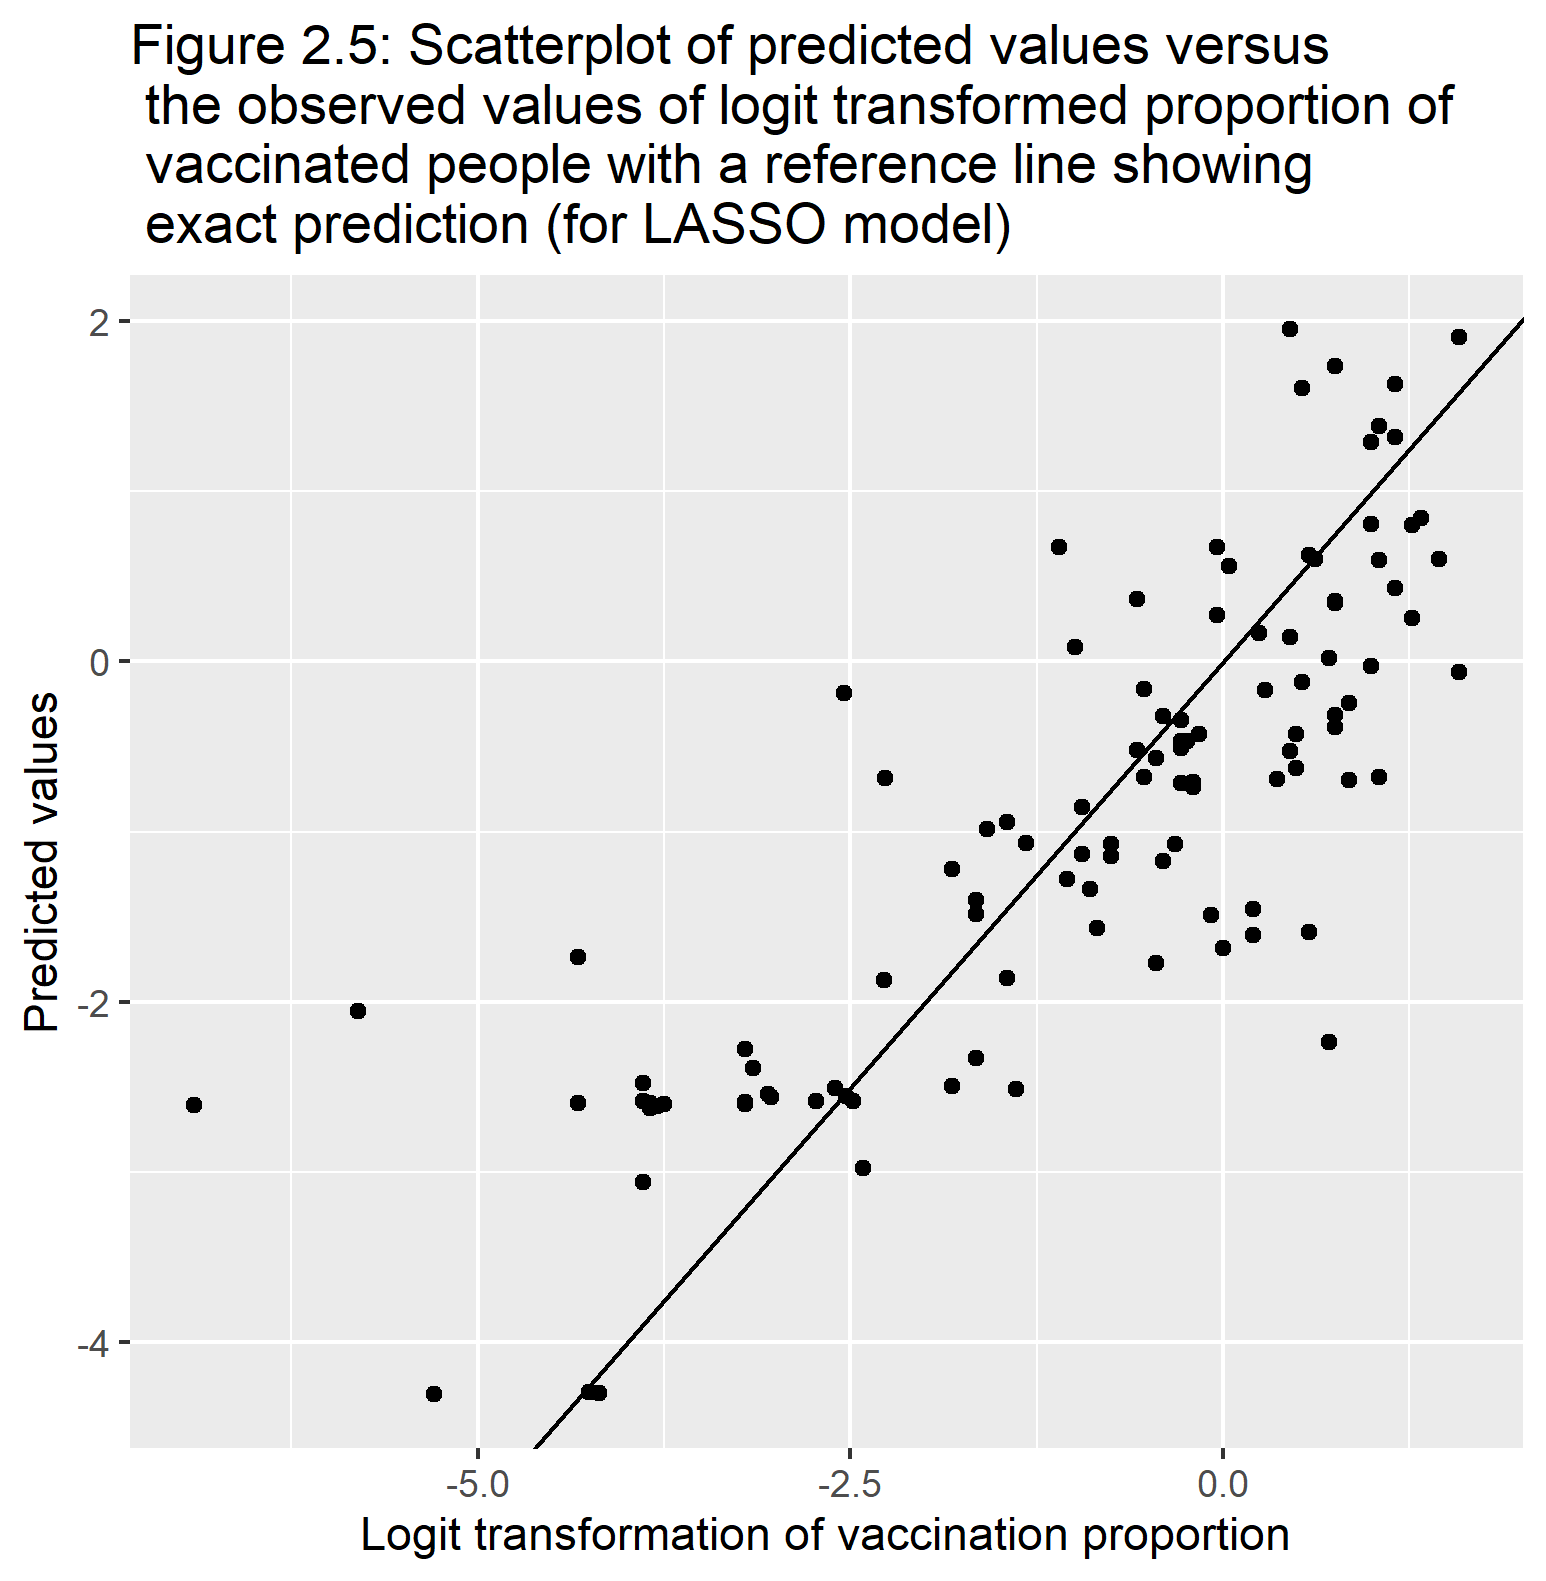 Figure 2.5: Scatterplot of predicted values versus
the observed values of logit transformed proportion of
vaccinated people with a reference line showing
exact prediction (for LASSO model)
2
0
-2
-4
Predicted values
-5.0
-2.5
0.0
Logit transformation of vaccination proportion